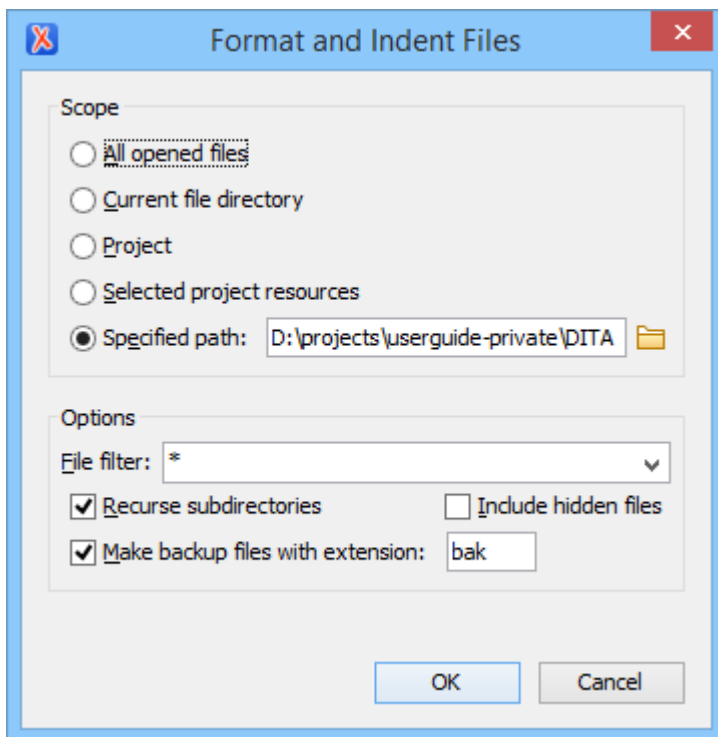 Format and Indent Files
Scope
All opened files
Current file directory
Project
Selected project resources
Specified path: D:\projects\userguide-private\DITA
Options
File filter: *
Recurse subdirectories Include hidden files
Make backup files with extension: bak
OK Cancel